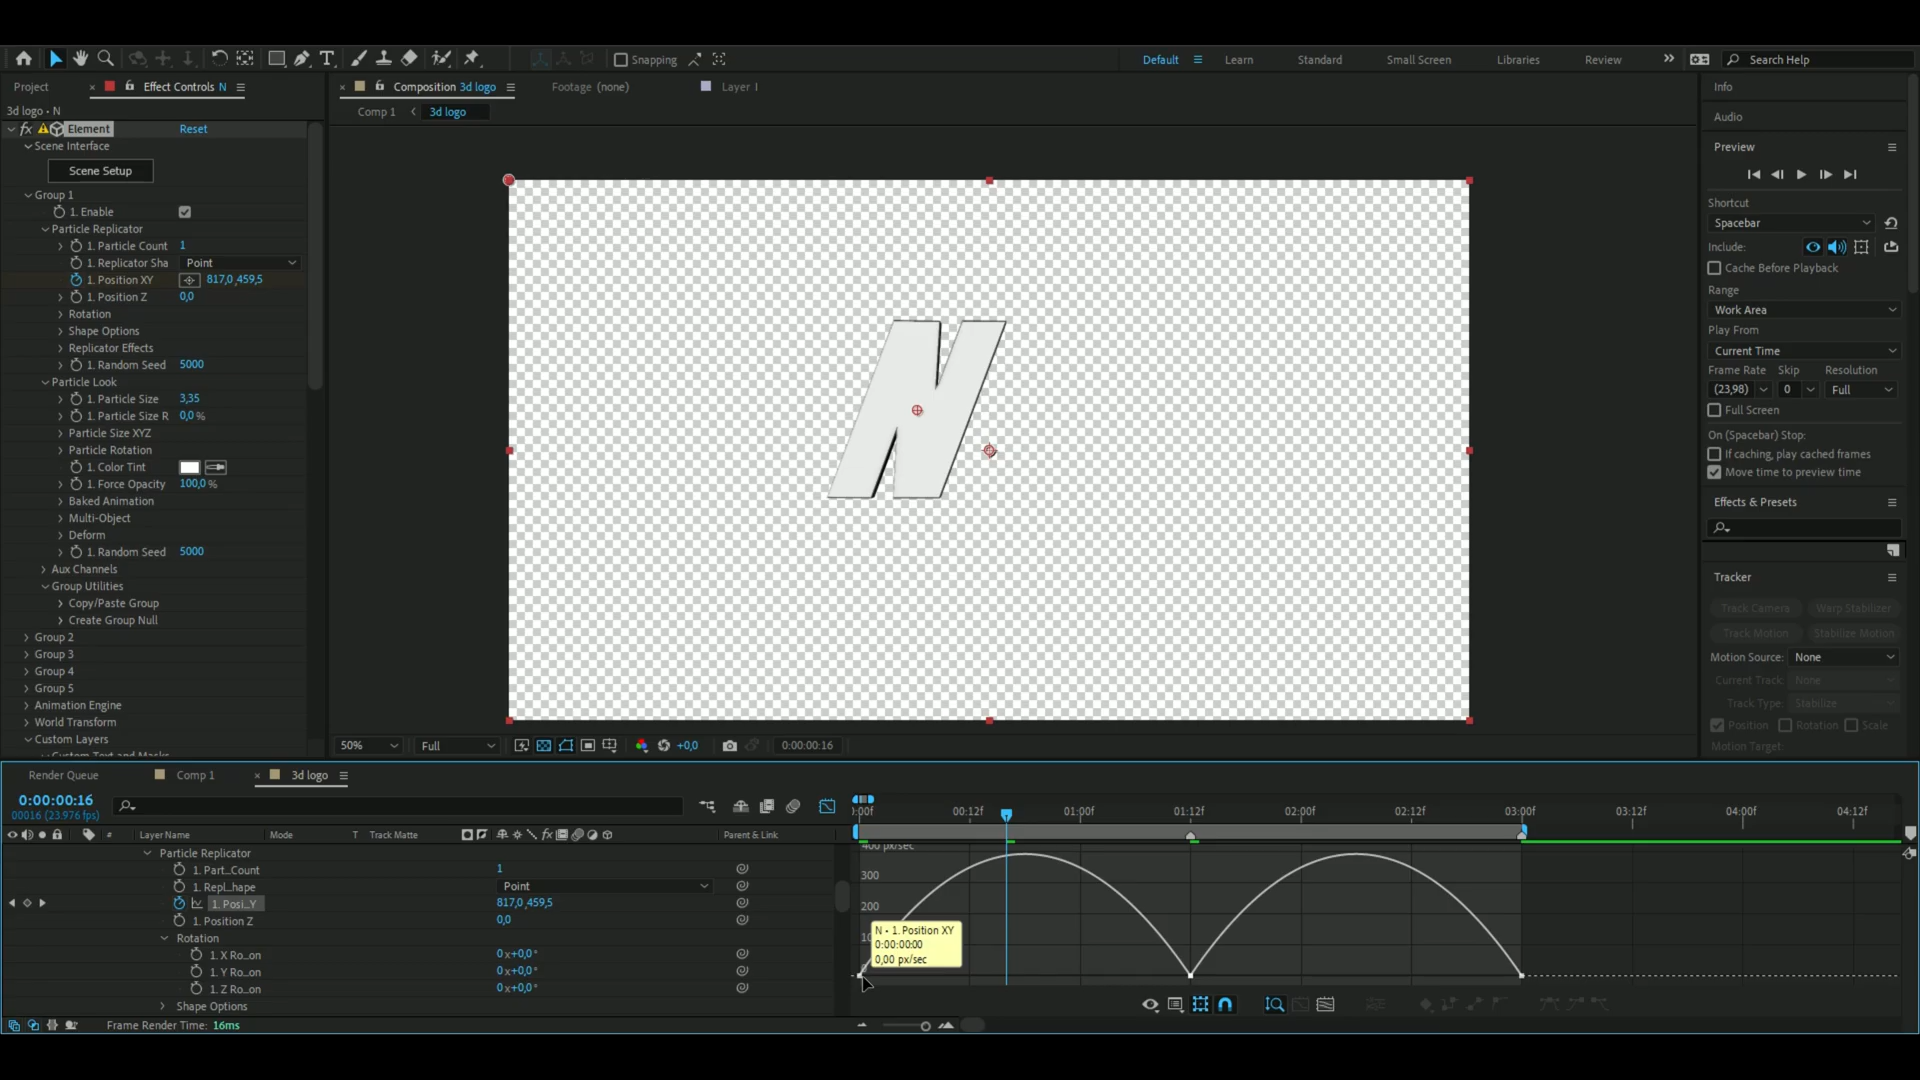 Snapping
Default
Learn
Standard
Small Screen
Libraries
Review
Search Help
Project
Effect Controls N
Composition 3d logo
Footage (none)
Layer I
Info
3d logo • N
Comp 1
3d logo
Audio
fx Element Reset
Scene Interface
Scene Setup
Group 1
1. Enable
Particle Replicator
1. Particle Count 1
1. Replicator Sha Point
1. Position XY 817,0 ,459,5
1. Position Z 0,0
Rotation
Shape Options
Replicator Effects
1. Random Seed 5000
Particle Look
1. Particle Size 3,35
1. Particle Size R 0,0 %
Particle Size XYZ
Particle Rotation
1. Color Tint
1. Force Opacity 100,0 %
Baked Animation
Multi-Object
Deform
1. Random Seed 5000
Aux Channels
Group Utilities
Copy/Paste Group
Create Group Null
Group 2
Group 3
Group 4
Group 5
Animation Engine
World Transform
Custom Layers
Custom Text and Masks
N
50%
Full
+0,0
0:00:00:16
Preview
Shortcut
Spacebar
Include:
Cache Before Playback
Range
Work Area
Play From
Current Time
Frame Rate Skip Resolution
(23,98) 0 Full
Full Screen
On (Spacebar) Stop:
If caching, play cached frames
Move time to preview time
Effects & Presets
Tracker
Track Camera Warp Stabilizer
Track Motion Stabilize Motion
Motion Source: None
Current Track: None
Track Type: Stabilize
Position Rotation Scale
Motion Target:
Render Queue
Comp 1
3d logo
0:00:00:16
00016 (23.976 fps)
# Layer Name Mode T Track Matte fx Parent & Link
:00f 00:12f 01:00f 01:12f 02:00f 02:12f 03:00f 03:12f 04:00f 04:12f
Particle Replicator
1. Part...Count 1
1. Repl...hape Point
1. Posi...Y 817,0 ,459,5
1. Position Z 0,0
Rotation
1. X Ro...on 0 x+0,0 °
1. Y Ro...on 0 x+0,0 °
1. Z Ro...on 0 x+0,0 °
Shape Options
400 px/sec
300
200
0
N • 1. Position XY
0:00:00:00
0,00 px/sec
Frame Render Time: 16ms